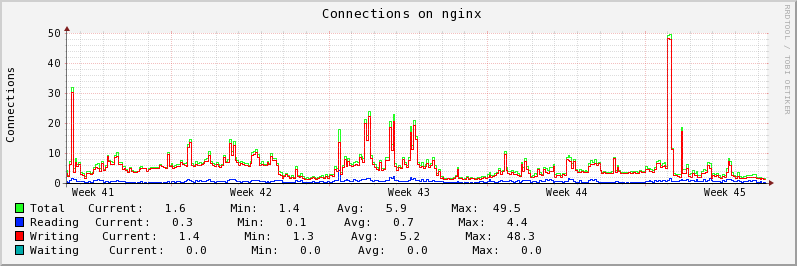 Connections on nginx
RRDTOOL / TOBI OETIKER
Connections
50
40
30
20
10
0
Week 41 Week 42 Week 43 Week 44 Week 45
Total Current: 1.6 Min: 1.4 Avg: 5.9 Max: 49.5
Reading Current: 0.3 Min: 0.1 Avg: 0.7 Max: 4.4
Writing Current: 1.4 Min: 1.3 Avg: 5.2 Max: 48.3
Waiting Current: 0.0 Min: 0.0 Avg: 0.0 Max: 0.0